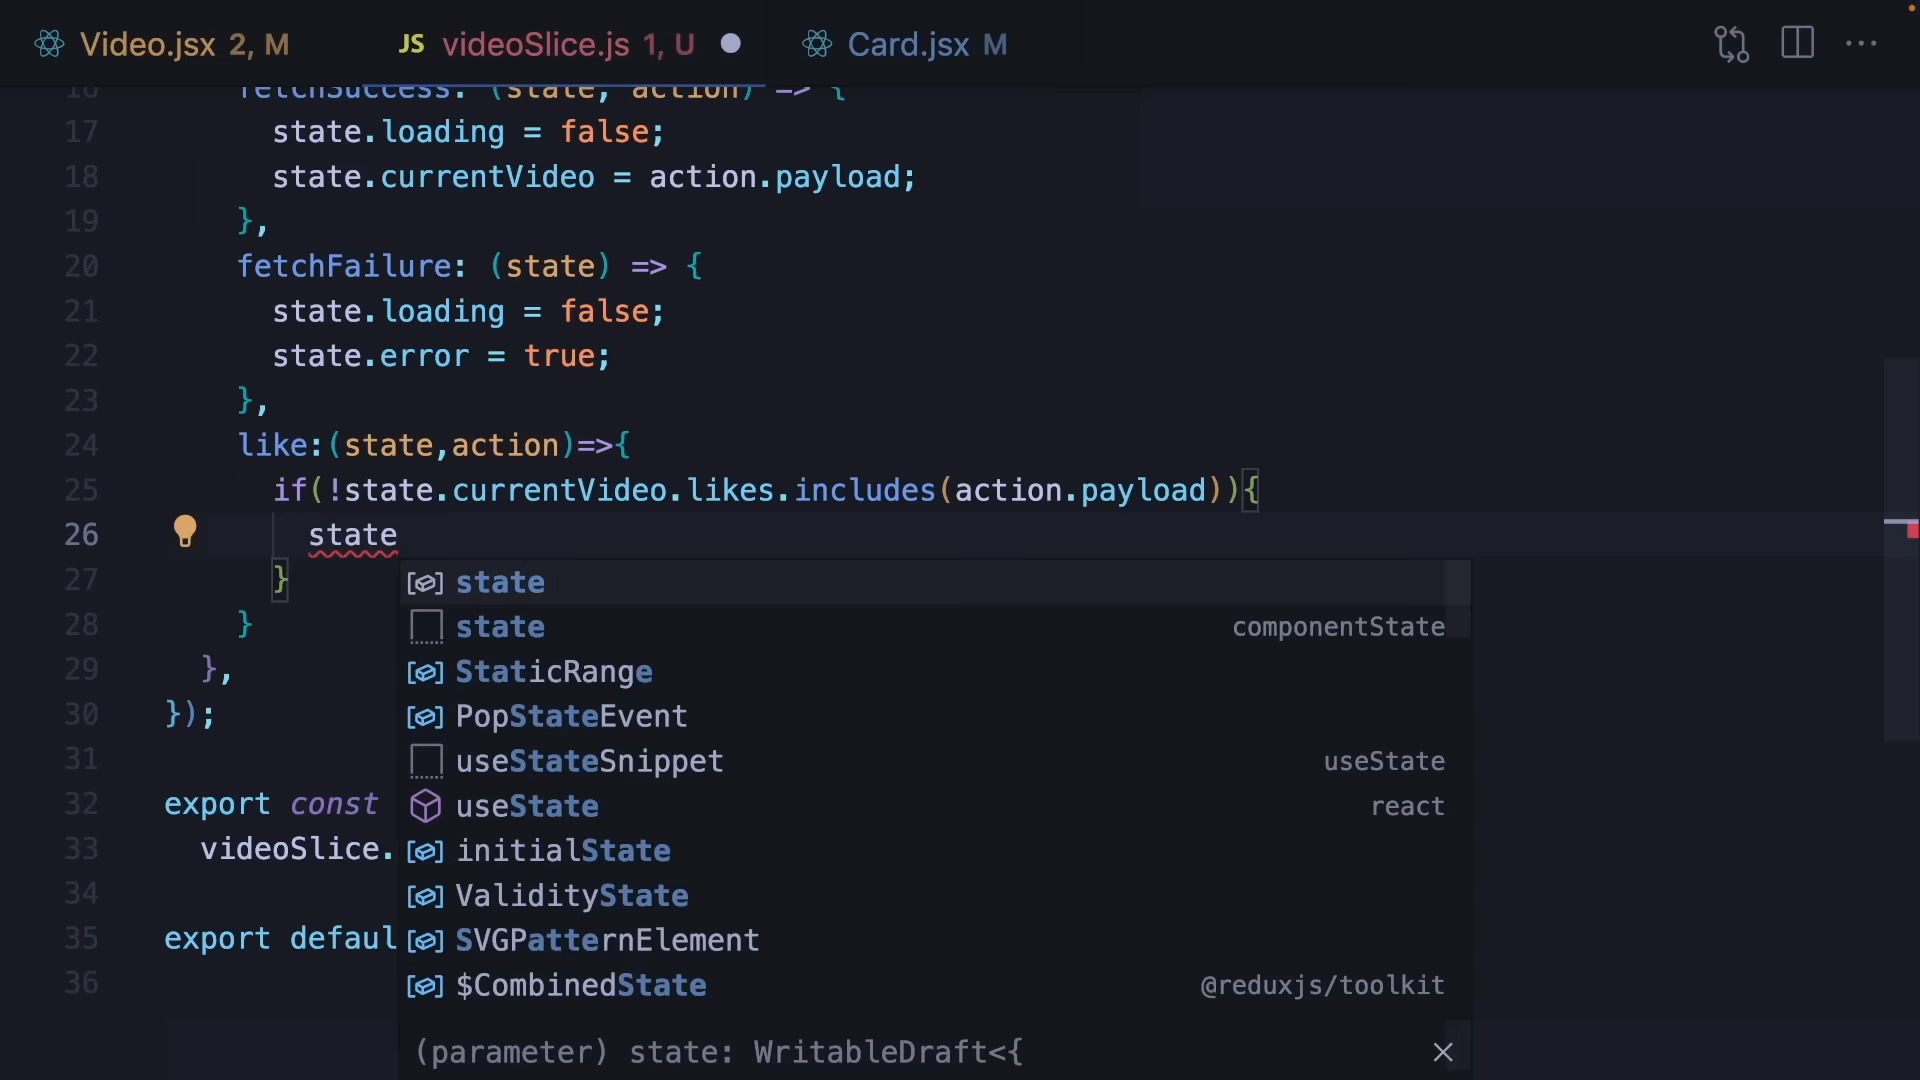 Video.jsx 2, M
JS videoSlice.js 1, U
Card.jsx M
16 fetchSuccess: (state, action) => {
17 state.loading = false;
18 state.currentVideo = action.payload;
19 },
20 fetchFailure: (state) => {
21 state.loading = false;
22 state.error = true;
23 },
24 like:(state,action)=>{
25 if(!state.currentVideo.likes.includes(action.payload)){
26 state
27 }
28 }
29 },
30 });
31
32 export const
33 videoSlice.
34
35 export defaul
36
state
state componentState
StaticRange
PopStateEvent
useStateSnippet useState
useState react
initialState
ValidityState
SVGPatternElement
$CombinedState @reduxjs/toolkit
(parameter) state: WritableDraft<{